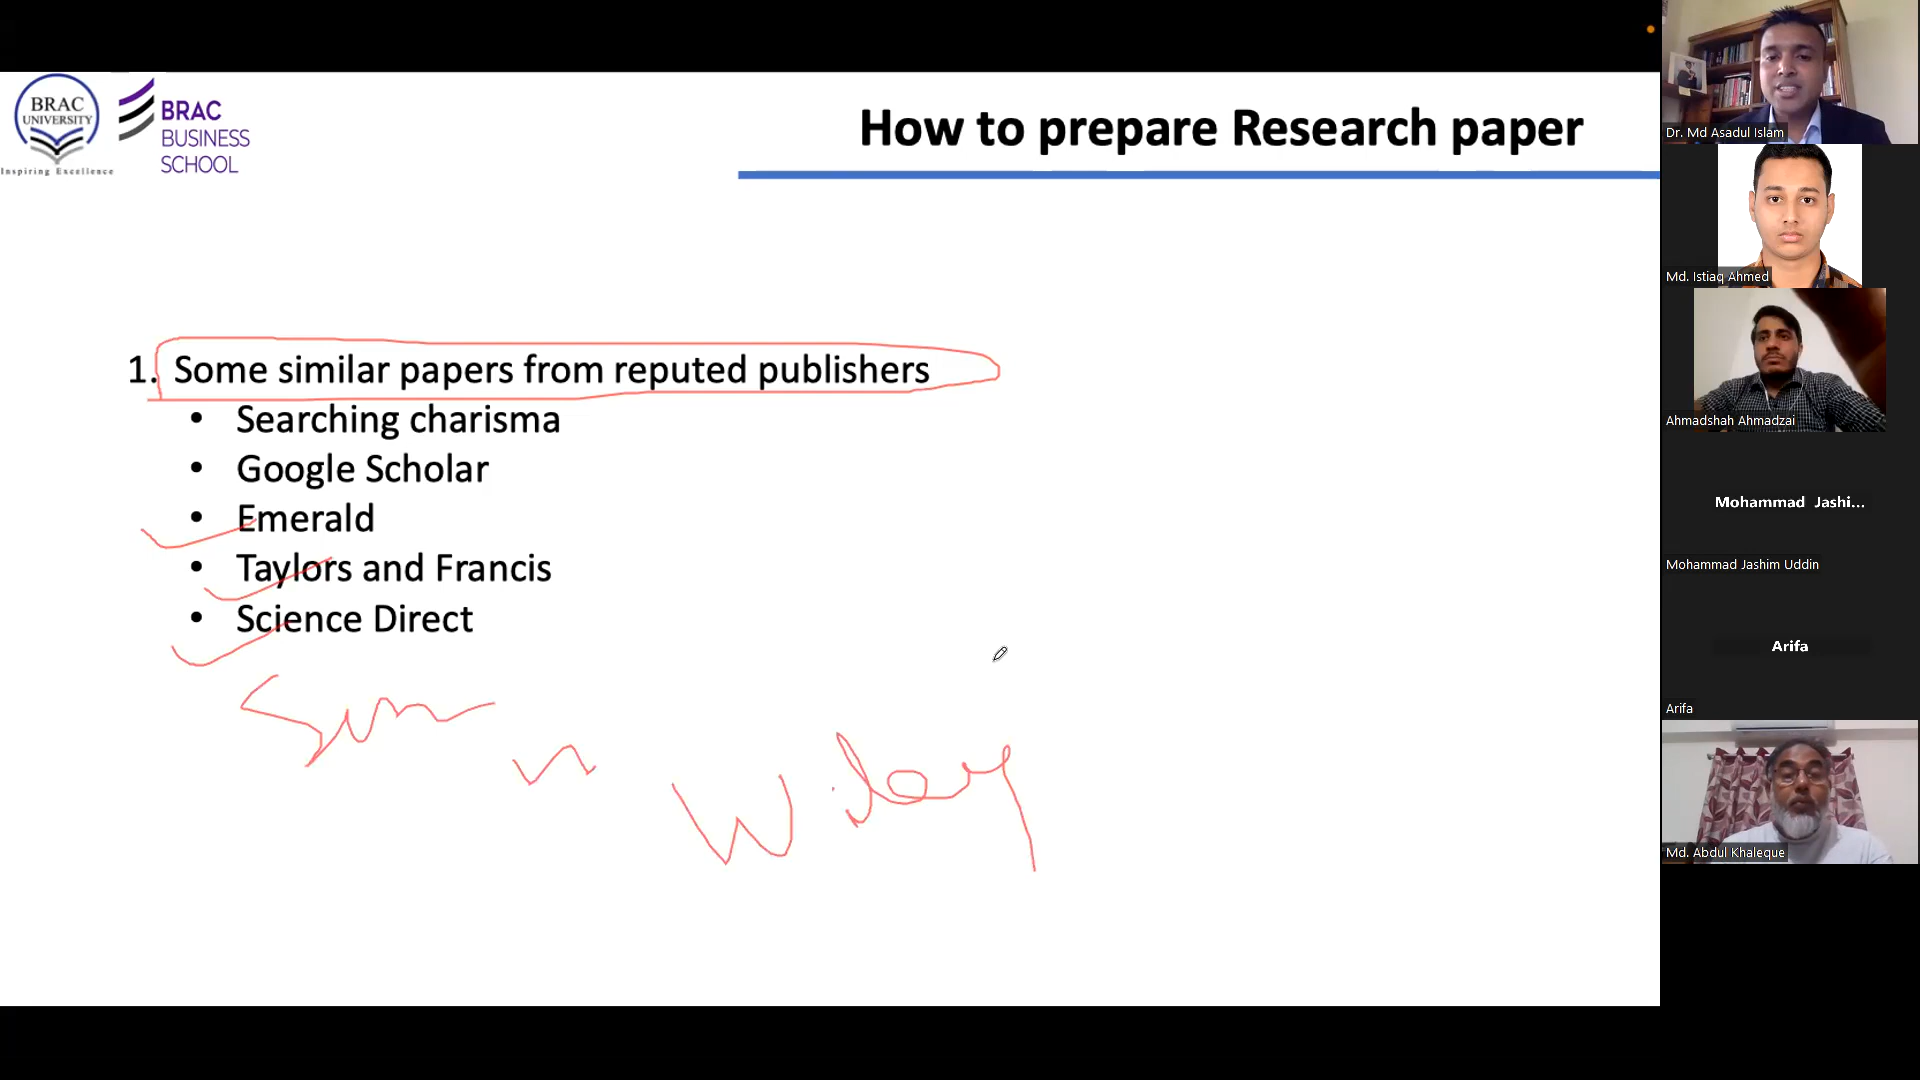 BRAC
UNIVERSITY
Inspiring Excellence
BRAC
BUSINESS
SCHOOL
How to prepare Research paper
1. Some similar papers from reputed publishers
• Searching charisma
• Google Scholar
• Emerald
• Taylors and Francis
• Science Direct
Wiley
Dr. Md Asadul Islam
Md. Istiaq Ahmed
Ahmadshah Ahmadzai
Mohammad Jashi...
Mohammad Jashim Uddin
Arifa
Arifa
Md. Abdul Khaleque